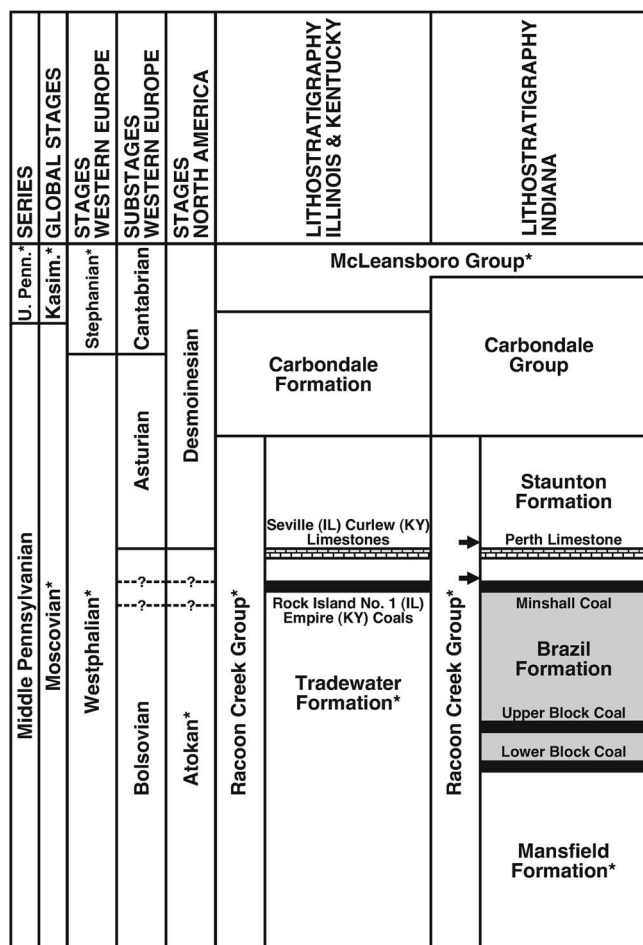 SERIES
GLOBAL STAGES
STAGES
WESTERN EUROPE
SUBSTAGES
WESTERN EUROPE
STAGES
NORTH AMERICA
LITHOSTRATIGRAPHY
ILLINOIS & KENTUCKY
LITHOSTRATIGRAPHY
INDIANA
U. Penn.*
Kasim.*
Stephanian*
Cantabrian
McLeansboro Group*
Middle Pennsylvanian
Moscovian*
Westphalian*
Asturian
Desmoinesian
Carbondale
Formation
Carbondale
Group
Staunton
Formation
Seville (IL) Curlew (KY)
Limestones
Perth Limestone
?
?
?
?
Bolsovian
Atokan*
Racoon Creek Group*
Rock Island No. 1 (IL)
Empire (KY) Coals
Tradewater
Formation*
Racoon Creek Group*
Minshall Coal
Brazil
Formation
Upper Block Coal
Lower Block Coal
Mansfield
Formation*